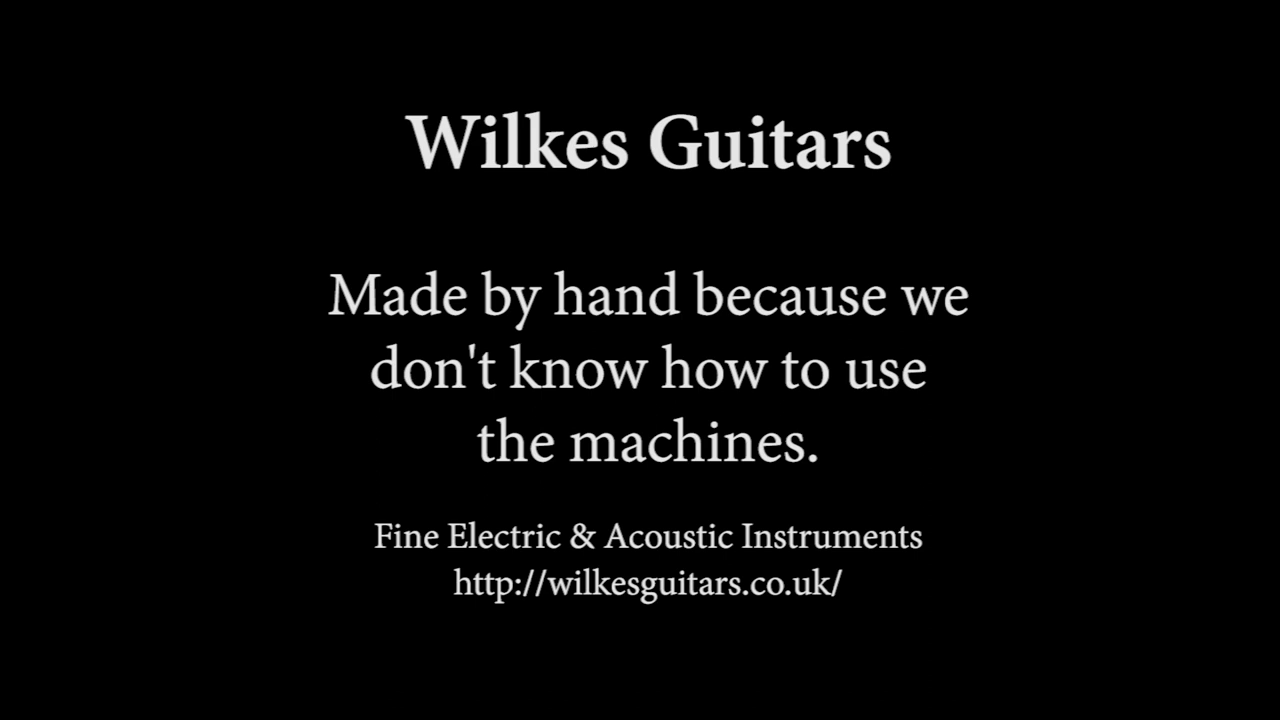 Wilkes Guitars
Made by hand because we
don't know how to use
the machines.
Fine Electric & Acoustic Instruments
http://wilkesguitars.co.uk/